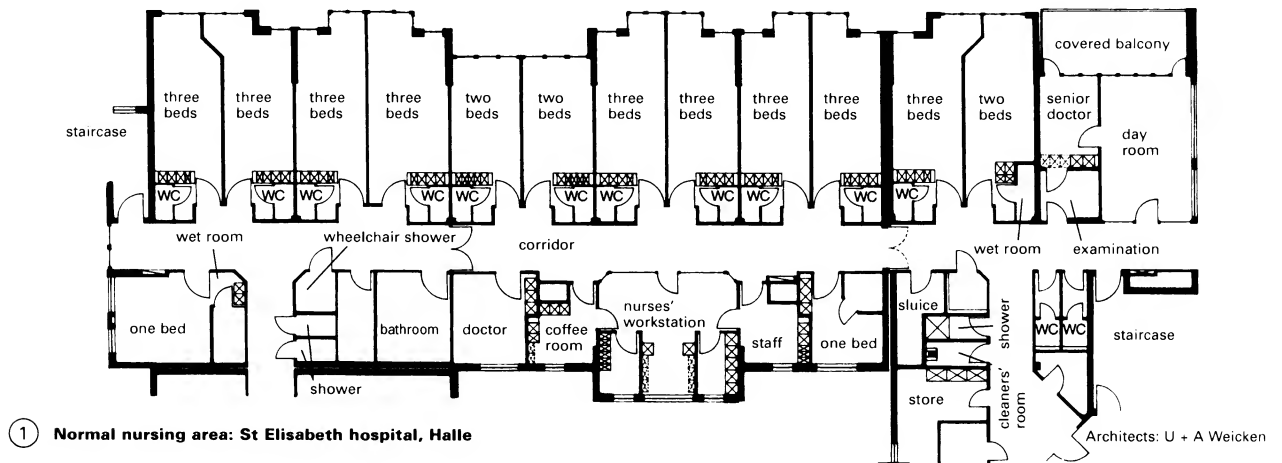 covered balcony
three
beds
three
beds
three
beds
three
beds
two
beds
two
beds
three
beds
three
beds
three
beds
three
beds
two
beds
senior
doctor
day
room
staircase
WC
WC
WC
WC
WC
WC
WC
WC
WC
WC
wet room
wheelchair shower
corridor
wet room
examination
one bed
bathroom
doctor
coffee
room
nurses'
workstation
staff
one bed
sluice
shower
WC
WC
staircase
shower
store
cleaners'
room
1 Normal nursing area: St Elisabeth hospital, Halle
Architects: U + A Weicken